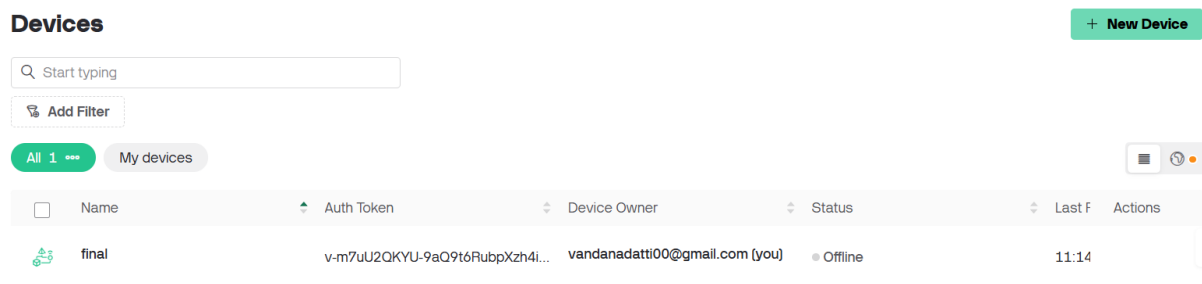 Devices
+ New Device
Start typing
Add Filter
All 1 •••
My devices
Name
Auth Token
Device Owner
Status
Last F
Actions
final
v-m7uU2QKYU-9aQ9t6RubpXzh4i...
vandanadatti00@gmail.com (you)
Offline
11:14